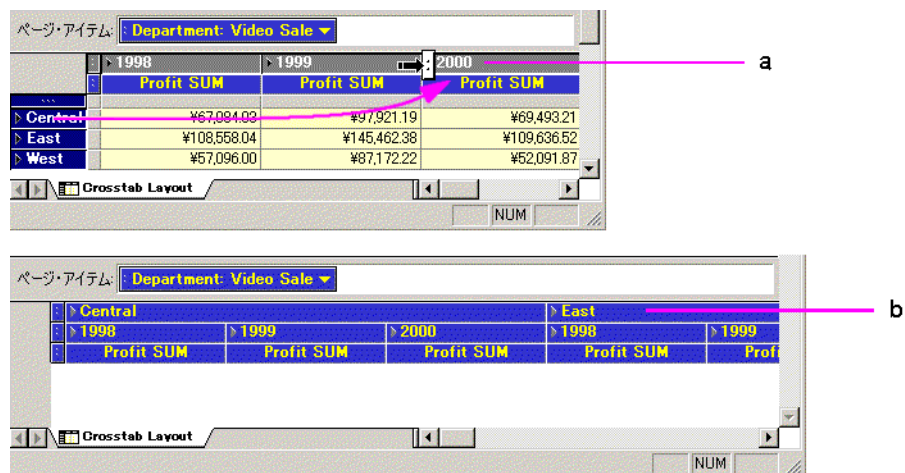 ページ・アイテム: Department: Video Sale
1998 1999 2000 a
Profit SUM Profit SUM Profit SUM
Central ¥67,084.03 ¥97,921.19 ¥69,493.21
East ¥108,558.04 ¥145,462.38 ¥109,636.52
West ¥57,096.00 ¥87,172.22 ¥52,091.87
Crosstab Layout
NUM
ページ・アイテム: Department: Video Sale
Central East b
1998 1999 2000 1998 1999
Profit SUM Profit SUM Profit SUM Profit SUM Profi
Crosstab Layout
NUM